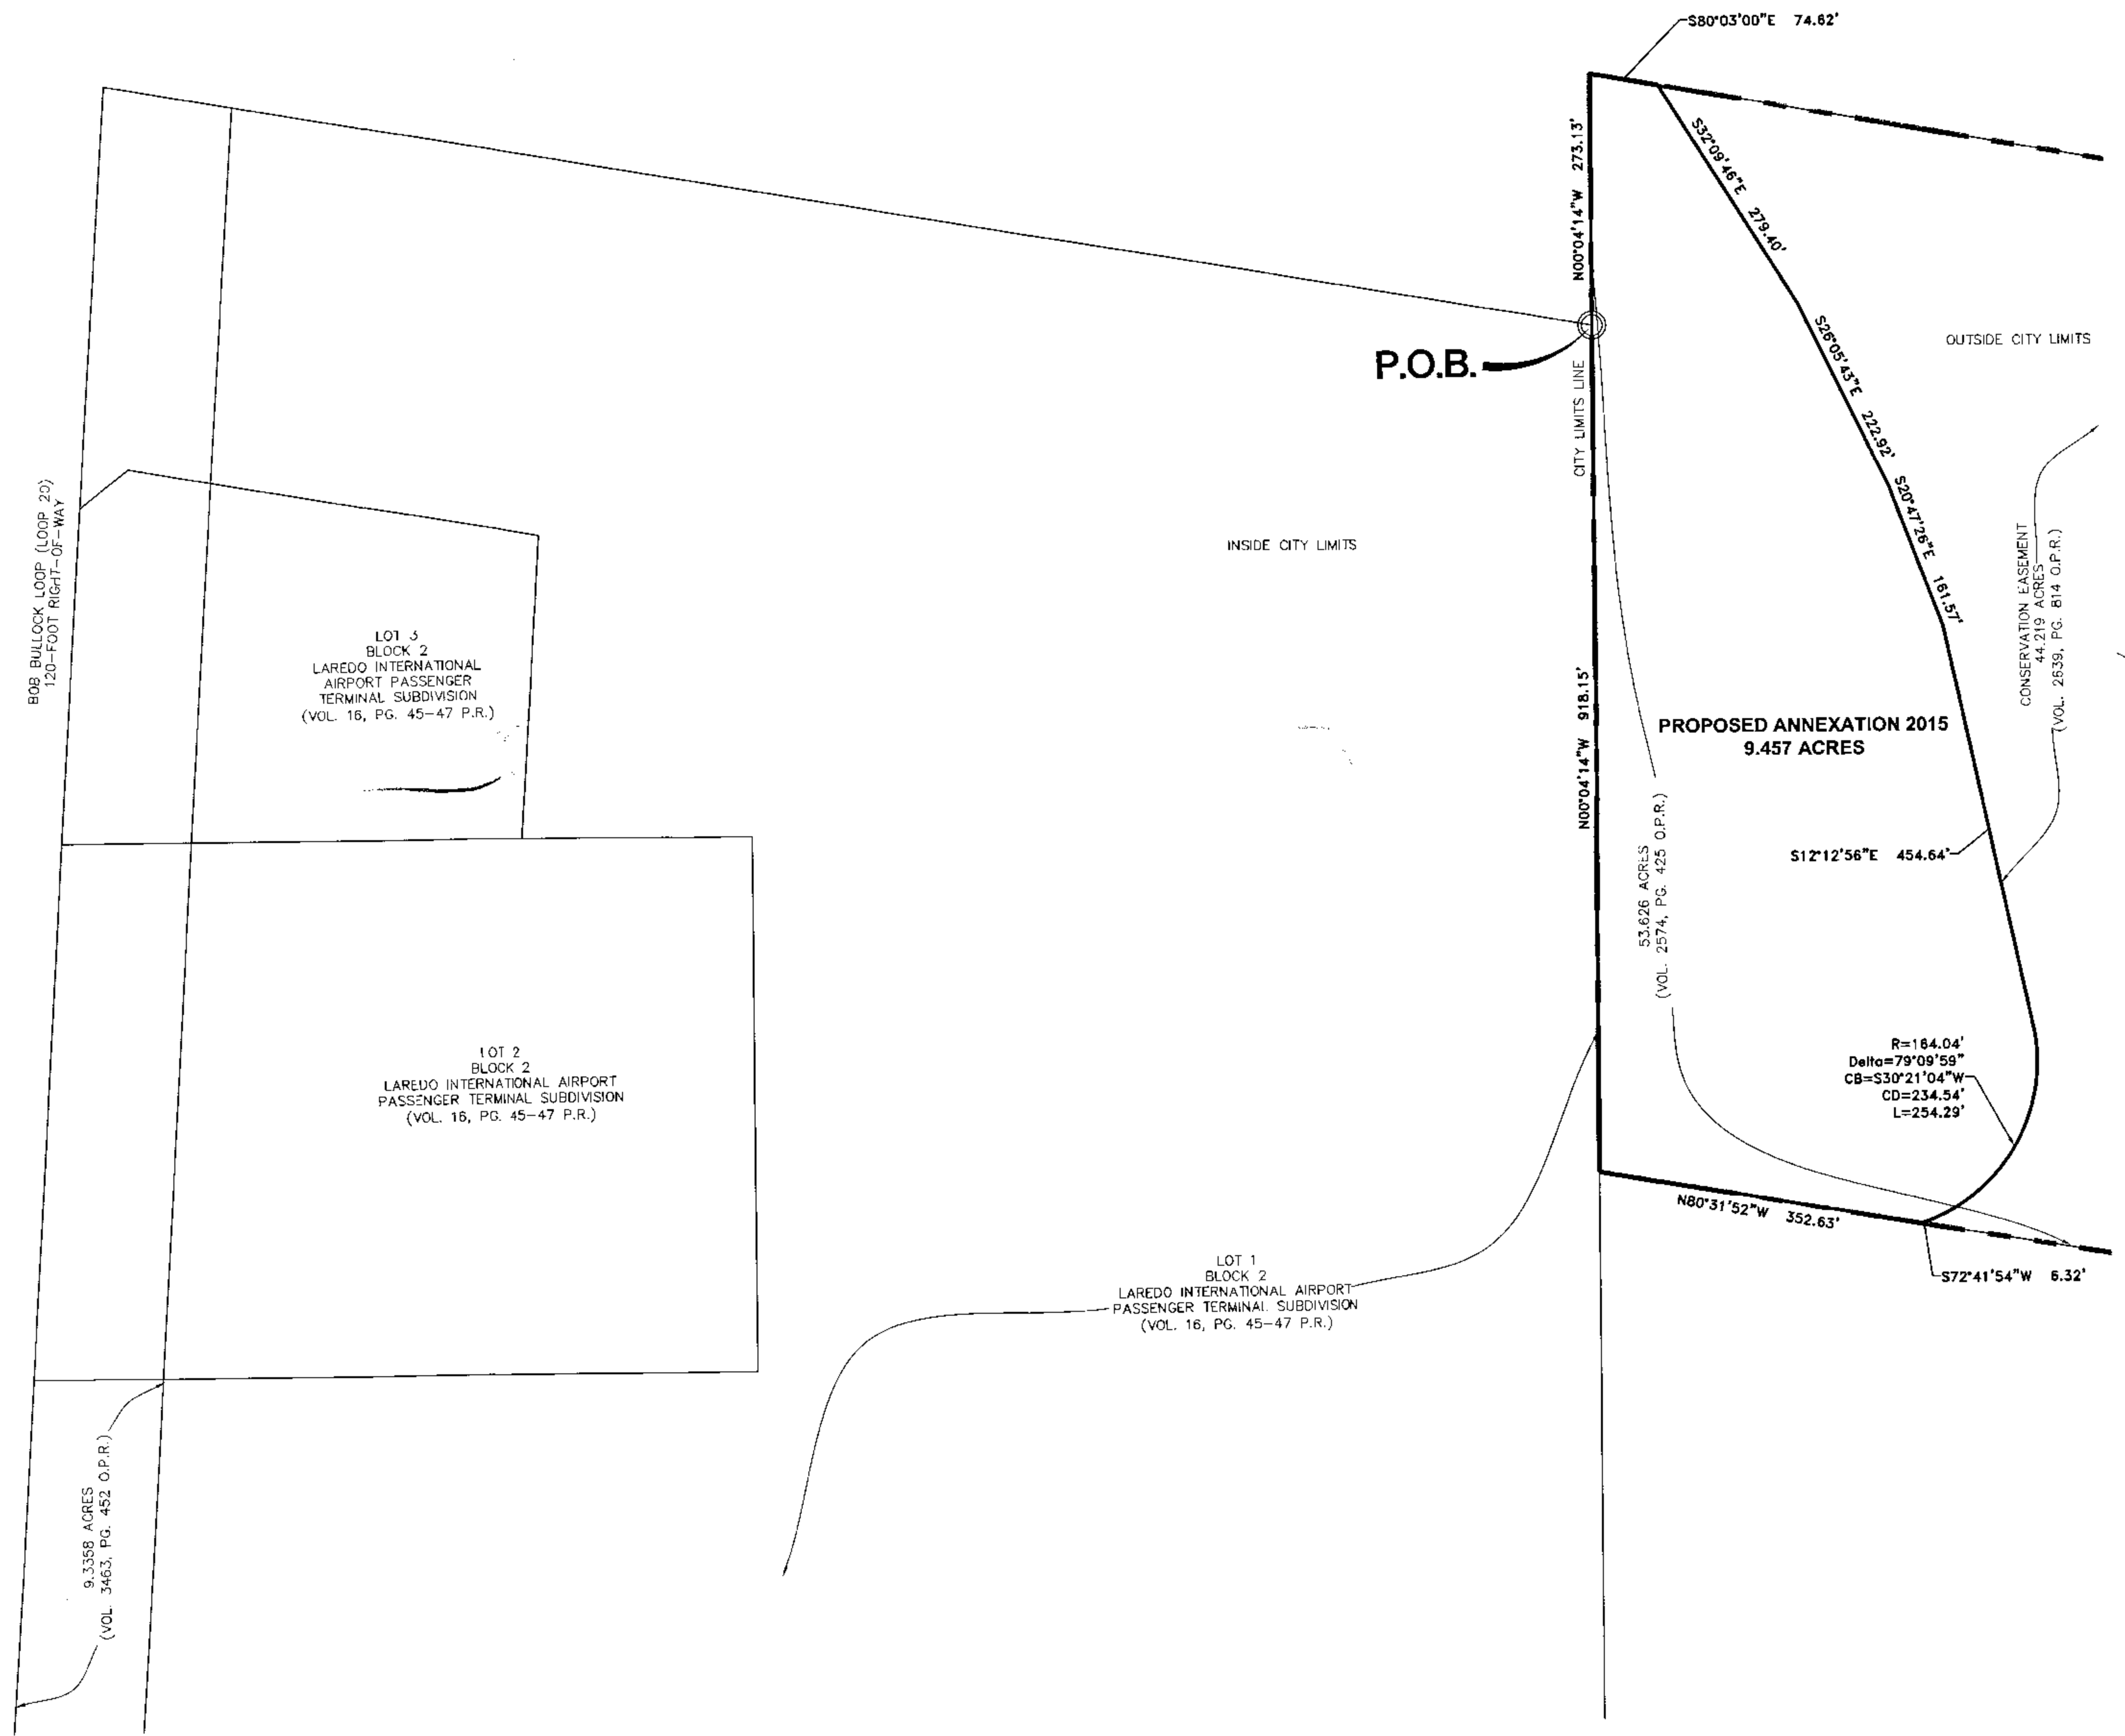 S80°03'00"E 74.62'
N00°04'14"W 273.13'
S32°09'46"E 279.40'
P.O.B.
CITY LIMITS LINE
S26°05'43"E 222.92'
OUTSIDE CITY LIMITS
BOB BULLOCK LOOP (LOOP 20)
120-FOOT RIGHT-OF-WAY
INSIDE CITY LIMITS
S20°47'26"E 161.57'
CONSERVATION EASEMENT
44.219 ACRES
(VOL. 2639, PG. 814 O.P.R.)
LOT 3
BLOCK 2
LAREDO INTERNATIONAL
AIRPORT PASSENGER
TERMINAL SUBDIVISION
(VOL. 16, PG. 45-47 P.R.)
N00°04'14"W 918.15'
PROPOSED ANNEXATION 2015
9.457 ACRES
53.626 ACRES
(VOL. 2574, PG. 425 O.P.R.)
S12°12'56"E 454.64'
LOT 2
BLOCK 2
LAREDO INTERNATIONAL AIRPORT
PASSENGER TERMINAL SUBDIVISION
(VOL. 16, PG. 45-47 P.R.)
R=164.04'
Delta=79°09'59"
CB=S30°21'04"W
CD=234.54'
L=254.29'
N80°31'52"W 352.63'
S72°41'54"W 6.32'
LOT 1
BLOCK 2
LAREDO INTERNATIONAL AIRPORT
PASSENGER TERMINAL SUBDIVISION
(VOL. 16, PG. 45-47 P.R.)
9.3358 ACRES
(VOL. 3463, PG. 452 O.P.R.)